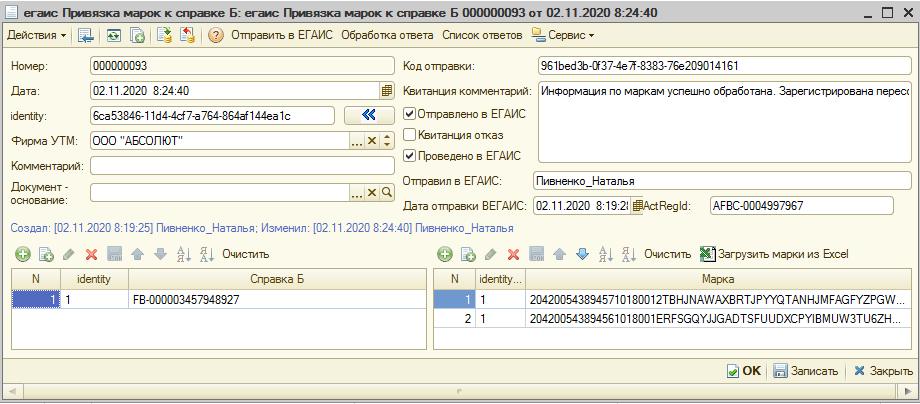 егаис Привязка марок к справке Б: егаис Привязка марок к справке Б 000000093 от 02.11.2020 8:24:40
Действия Отправить в ЕГАИС Обработка ответа Список ответов Сервис
Номер: 000000093
Дата: 02.11.2020 8:24:40
identity: 6ca53846-11d4-4cf7-a764-864af144ea1c
Фирма УТМ: ООО "АБСОЛЮТ"
Комментарий:
Документ - основание:
Код отправки: 961bed3b-0f37-4e7f-8383-76e209014161
Квитанция комментарий: Информация по маркам успешно обработана. Зарегистрирована перес
Отправлено в ЕГАИС
Квитанция отказ
Проведено в ЕГАИС
Отправил в ЕГАИС: Пивненко_Наталья
Дата отправки ВЕГАИС: 02.11.2020 8:19:2 ActRegId: AFBC-0004997967
Создал: [02.11.2020 8:19:25] Пивненко_Наталья; Изменил: [02.11.2020 8:24:40] Пивненко_Наталья
Очистить
N identity Справка Б
1 1 FB-000003457948927
Очистить Загрузить марки из Excel
N identity... Марка
1 1 2042005438945710180012TBHJNAWAXBRTJPYYQTANHJMFAGFYZPGW...
2 1 204200543894561018001ERFSGQYJJGADTSFUUDXCPYIBMUW3TU6ZH...
OK Записать Закрыть